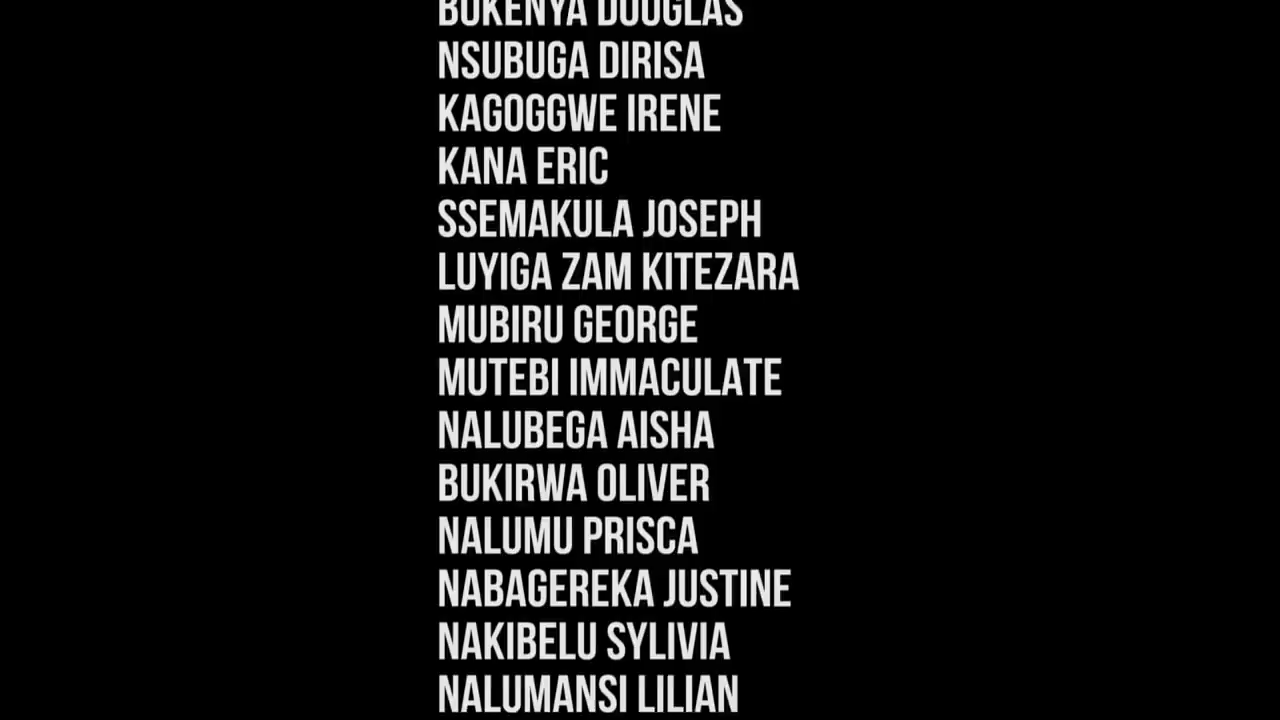 BUKENYA DOUGLAS
NSUBUGA DIRISA
KAGOGGWE IRENE
KANA ERIC
SSEMAKULA JOSEPH
LUYIGA ZAM KITEZARA
MUBIRU GEORGE
MUTEBI IMMACULATE
NALUBEGA AISHA
BUKIRWA OLIVER
NALUMU PRISCA
NABAGEREKA JUSTINE
NAKIBELU SYLIVIA
NALUMANSI LILIAN